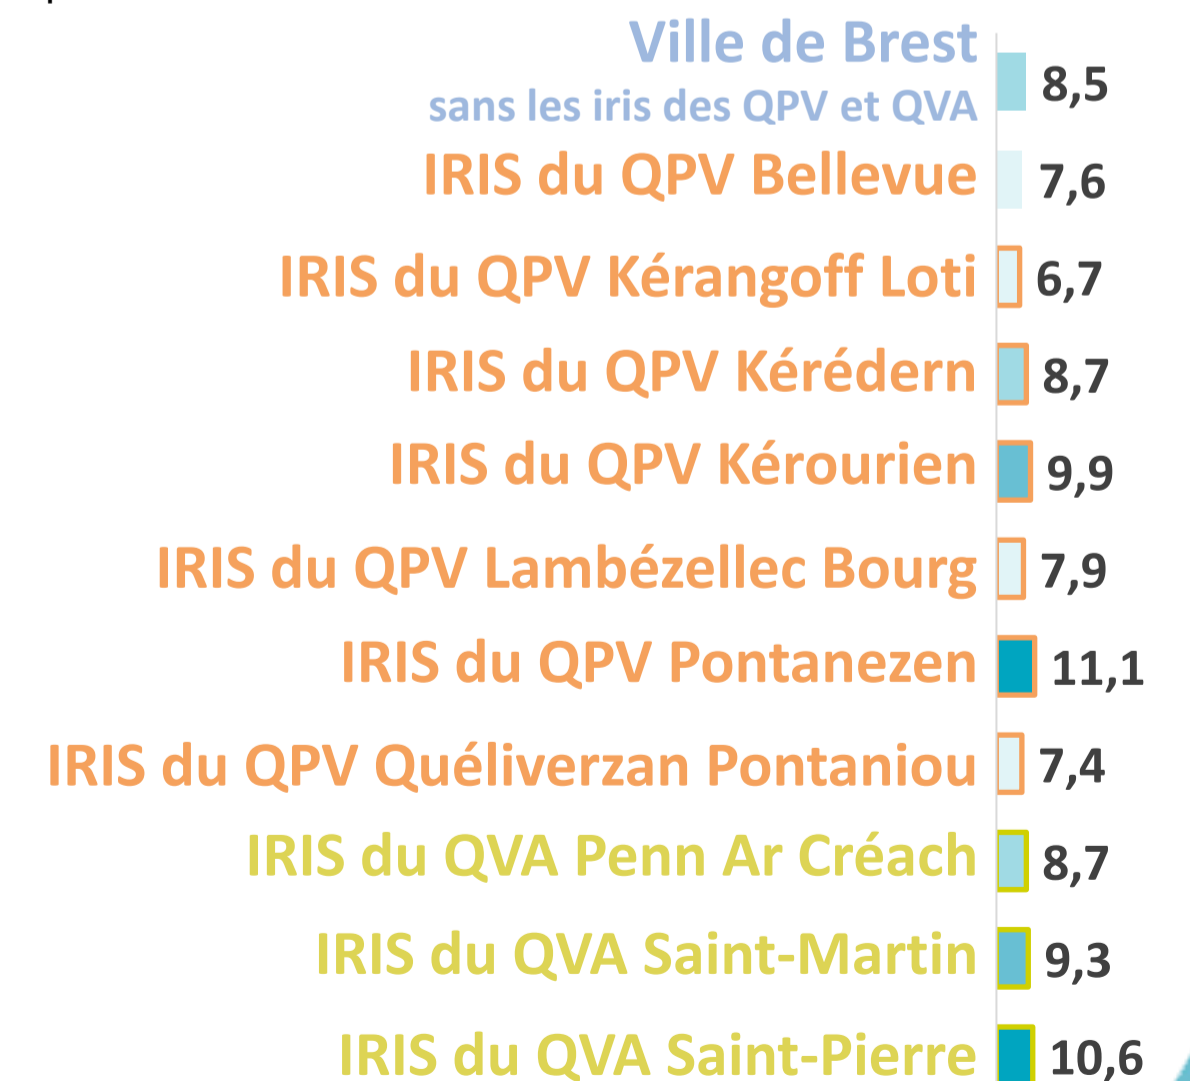 Ville de Brest
sans les iris des QPV et QVA
8,5
IRIS du QPV Bellevue
7,6
IRIS du QPV Kérangoff Loti
6,7
IRIS du QPV Kérédern
8,7
IRIS du QPV Kérourien
9,9
IRIS du QPV Lambézellec Bourg
7,9
IRIS du QPV Pontanezen
11,1
IRIS du QPV Quéliverzan Pontaniou
7,4
IRIS du QVA Penn Ar Créach
8,7
IRIS du QVA Saint-Martin
9,3
IRIS du QVA Saint-Pierre
10,6